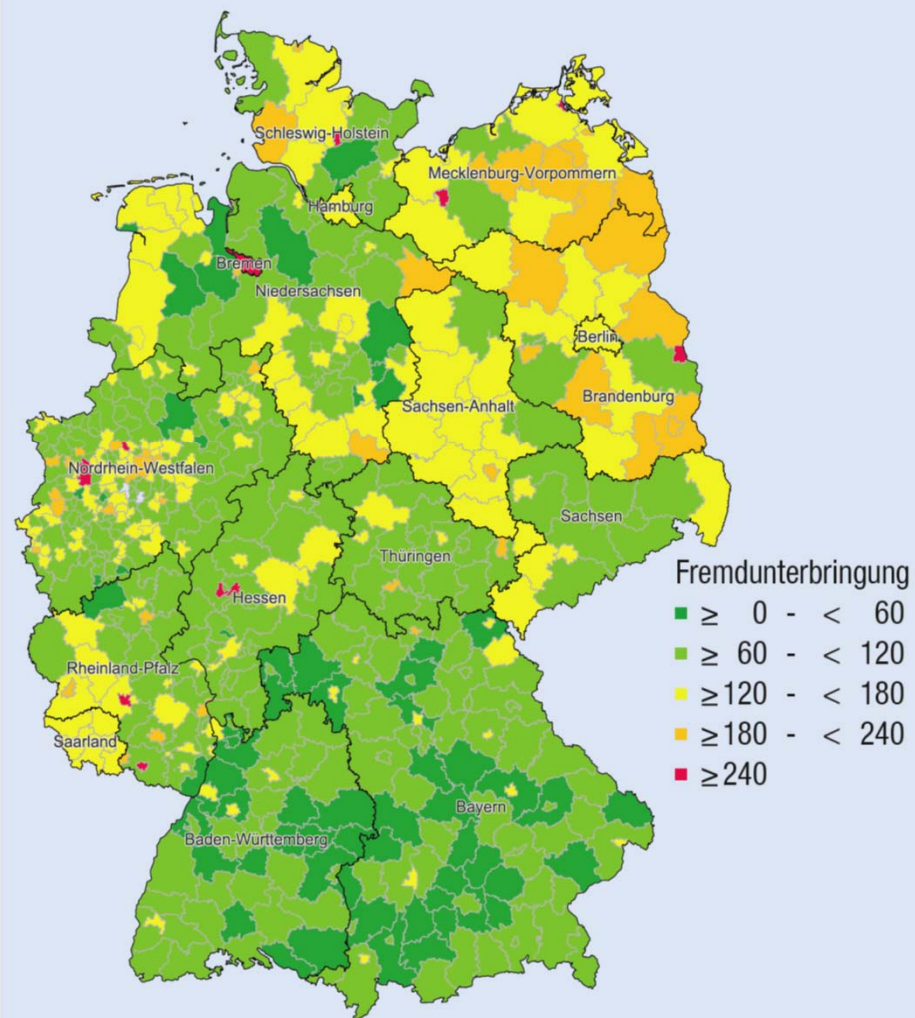 Schleswig-Holstein
Mecklenburg-Vorpommern
Hamburg
Bremen
Niedersachsen
Berlin
Brandenburg
Sachsen-Anhalt
Nordrhein-Westfalen
Sachsen
Thüringen
Hessen
Rheinland-Pfalz
Saarland
Bayern
Baden-Württemberg
Fremdunterbringung
≥ 0 - < 60
≥ 60 - < 120
≥120 - < 180
≥180 - < 240
≥240